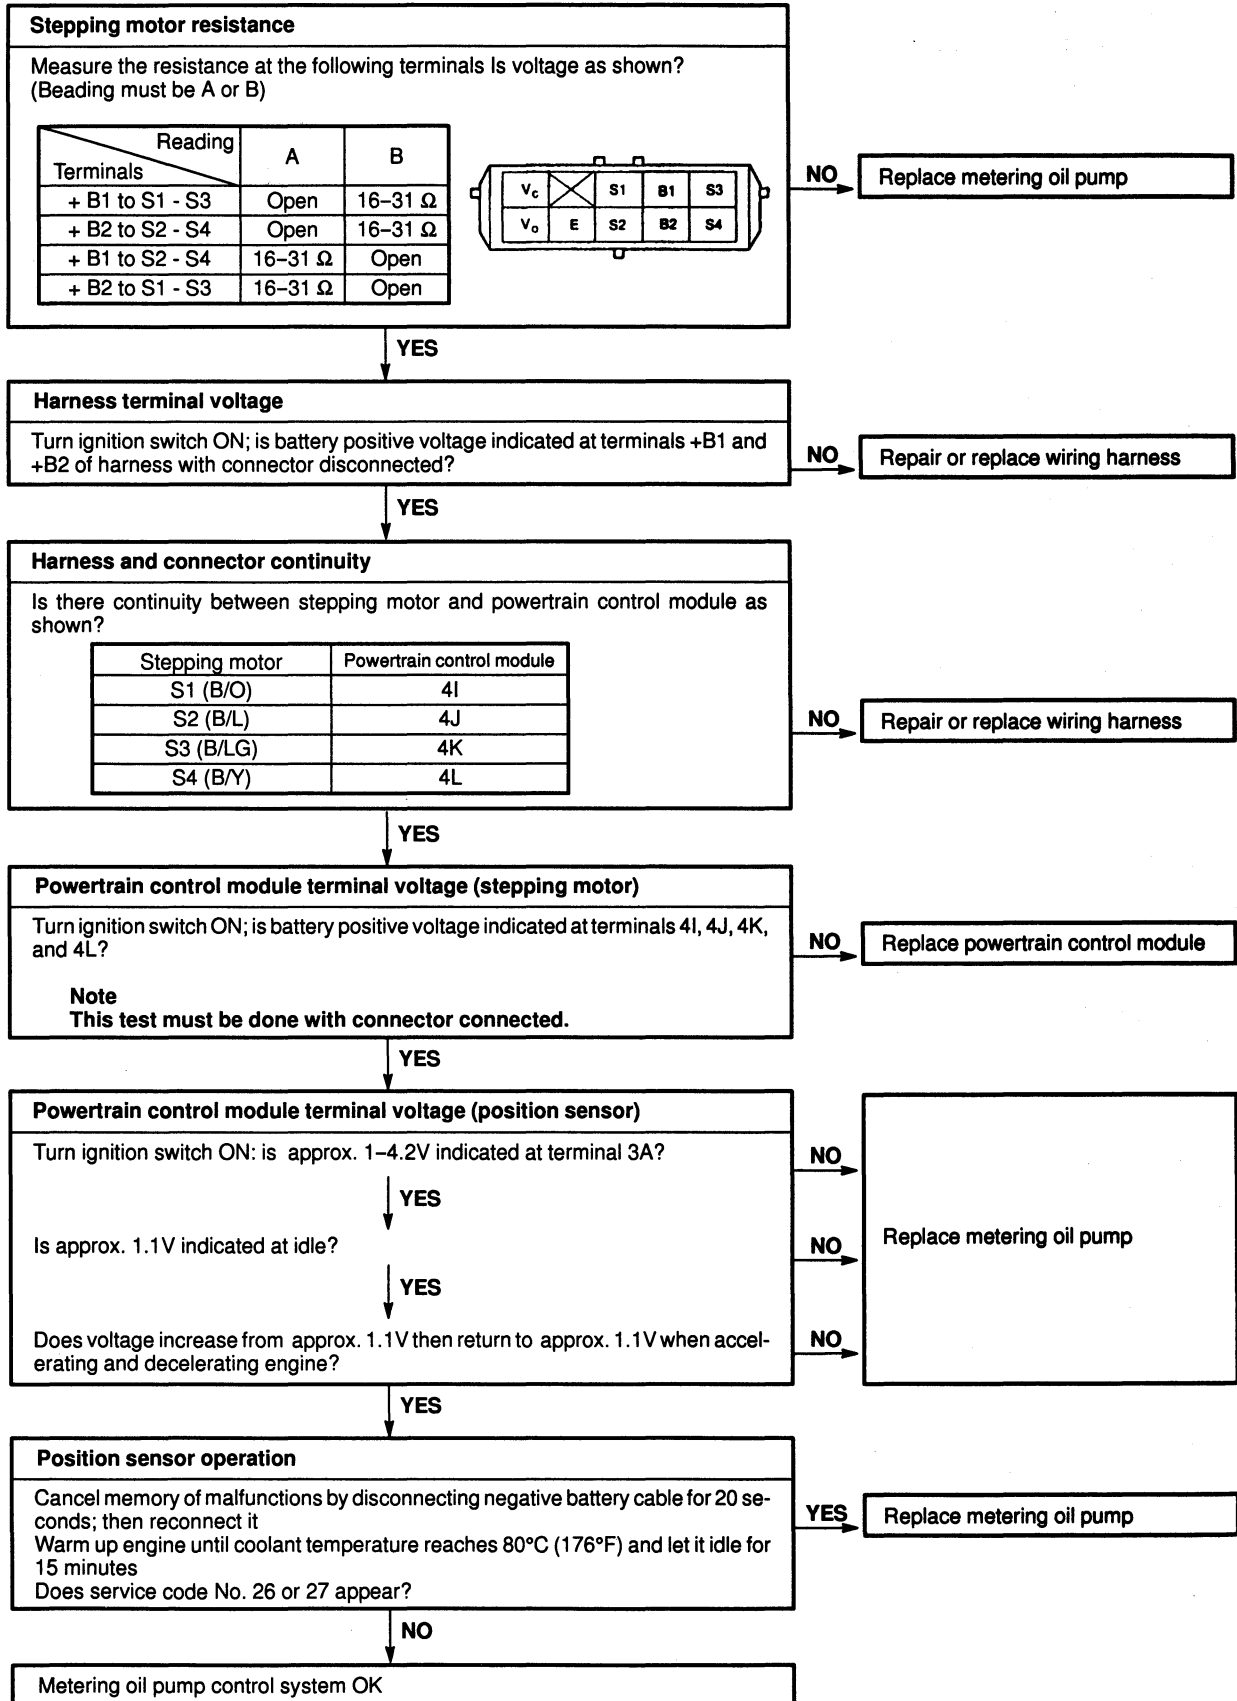 Stepping motor resistance
Measure the resistance at the following terminals Is voltage as shown?
(Beading must be A or B)
Reading
Terminals
A
B
+ B1 to S1 - S3
Open
16–31 Ω
+ B2 to S2 - S4
Open
16–31 Ω
+ B1 to S2 - S4
16–31 Ω
Open
+ B2 to S1 - S3
16–31 Ω
Open
Vc
S1
B1
S3
Vo
E
S2
B2
S4
NO
Replace metering oil pump
YES
Harness terminal voltage
Turn ignition switch ON; is battery positive voltage indicated at terminals +B1 and
+B2 of harness with connector disconnected?
NO
Repair or replace wiring harness
YES
Harness and connector continuity
Is there continuity between stepping motor and powertrain control module as
shown?
Stepping motor
Powertrain control module
S1 (B/O)
4I
S2 (B/L)
4J
S3 (B/LG)
4K
S4 (B/Y)
4L
NO
Repair or replace wiring harness
YES
Powertrain control module terminal voltage (stepping motor)
Turn ignition switch ON; is battery positive voltage indicated at terminals 4I, 4J, 4K,
and 4L?
Note
This test must be done with connector connected.
NO
Replace powertrain control module
YES
Powertrain control module terminal voltage (position sensor)
Turn ignition switch ON: is approx. 1–4.2V indicated at terminal 3A?
NO
YES
Is approx. 1.1V indicated at idle?
NO
Replace metering oil pump
YES
Does voltage increase from approx. 1.1V then return to approx. 1.1V when accel-
erating and decelerating engine?
NO
YES
Position sensor operation
Cancel memory of malfunctions by disconnecting negative battery cable for 20 se-
conds; then reconnect it
Warm up engine until coolant temperature reaches 80°C (176°F) and let it idle for
15 minutes
Does service code No. 26 or 27 appear?
YES
Replace metering oil pump
NO
Metering oil pump control system OK